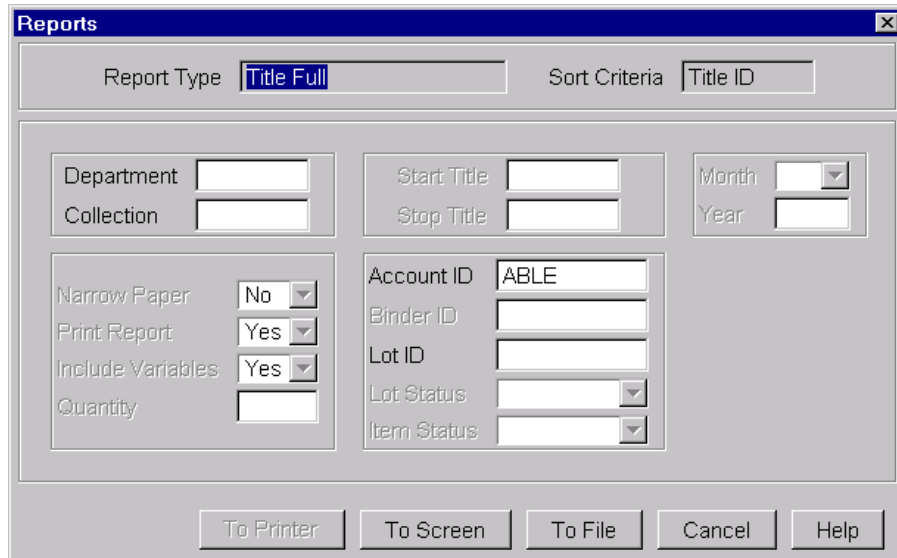 Reports
Report Type Title Full Sort Criteria Title ID
Department
Collection
Start Title
Stop Title
Month
Year
Narrow Paper No
Print Report Yes
Include Variables Yes
Quantity
Account ID ABLE
Binder ID
Lot ID
Lot Status
Item Status
To Printer To Screen To File Cancel Help